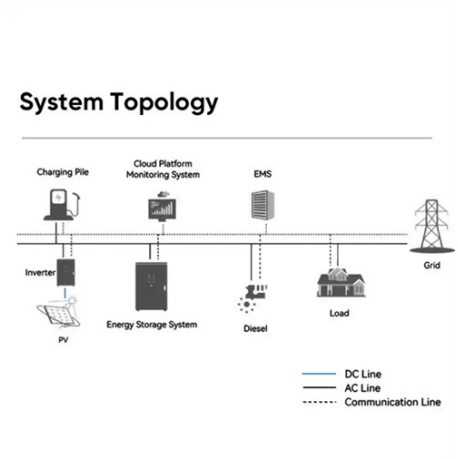 System Topology
Charging Pile
Cloud Platform
Monitoring System
EMS
Grid
Inverter
PV
Energy Storage System
Diesel
Load
DC Line
AC Line
Communication Line